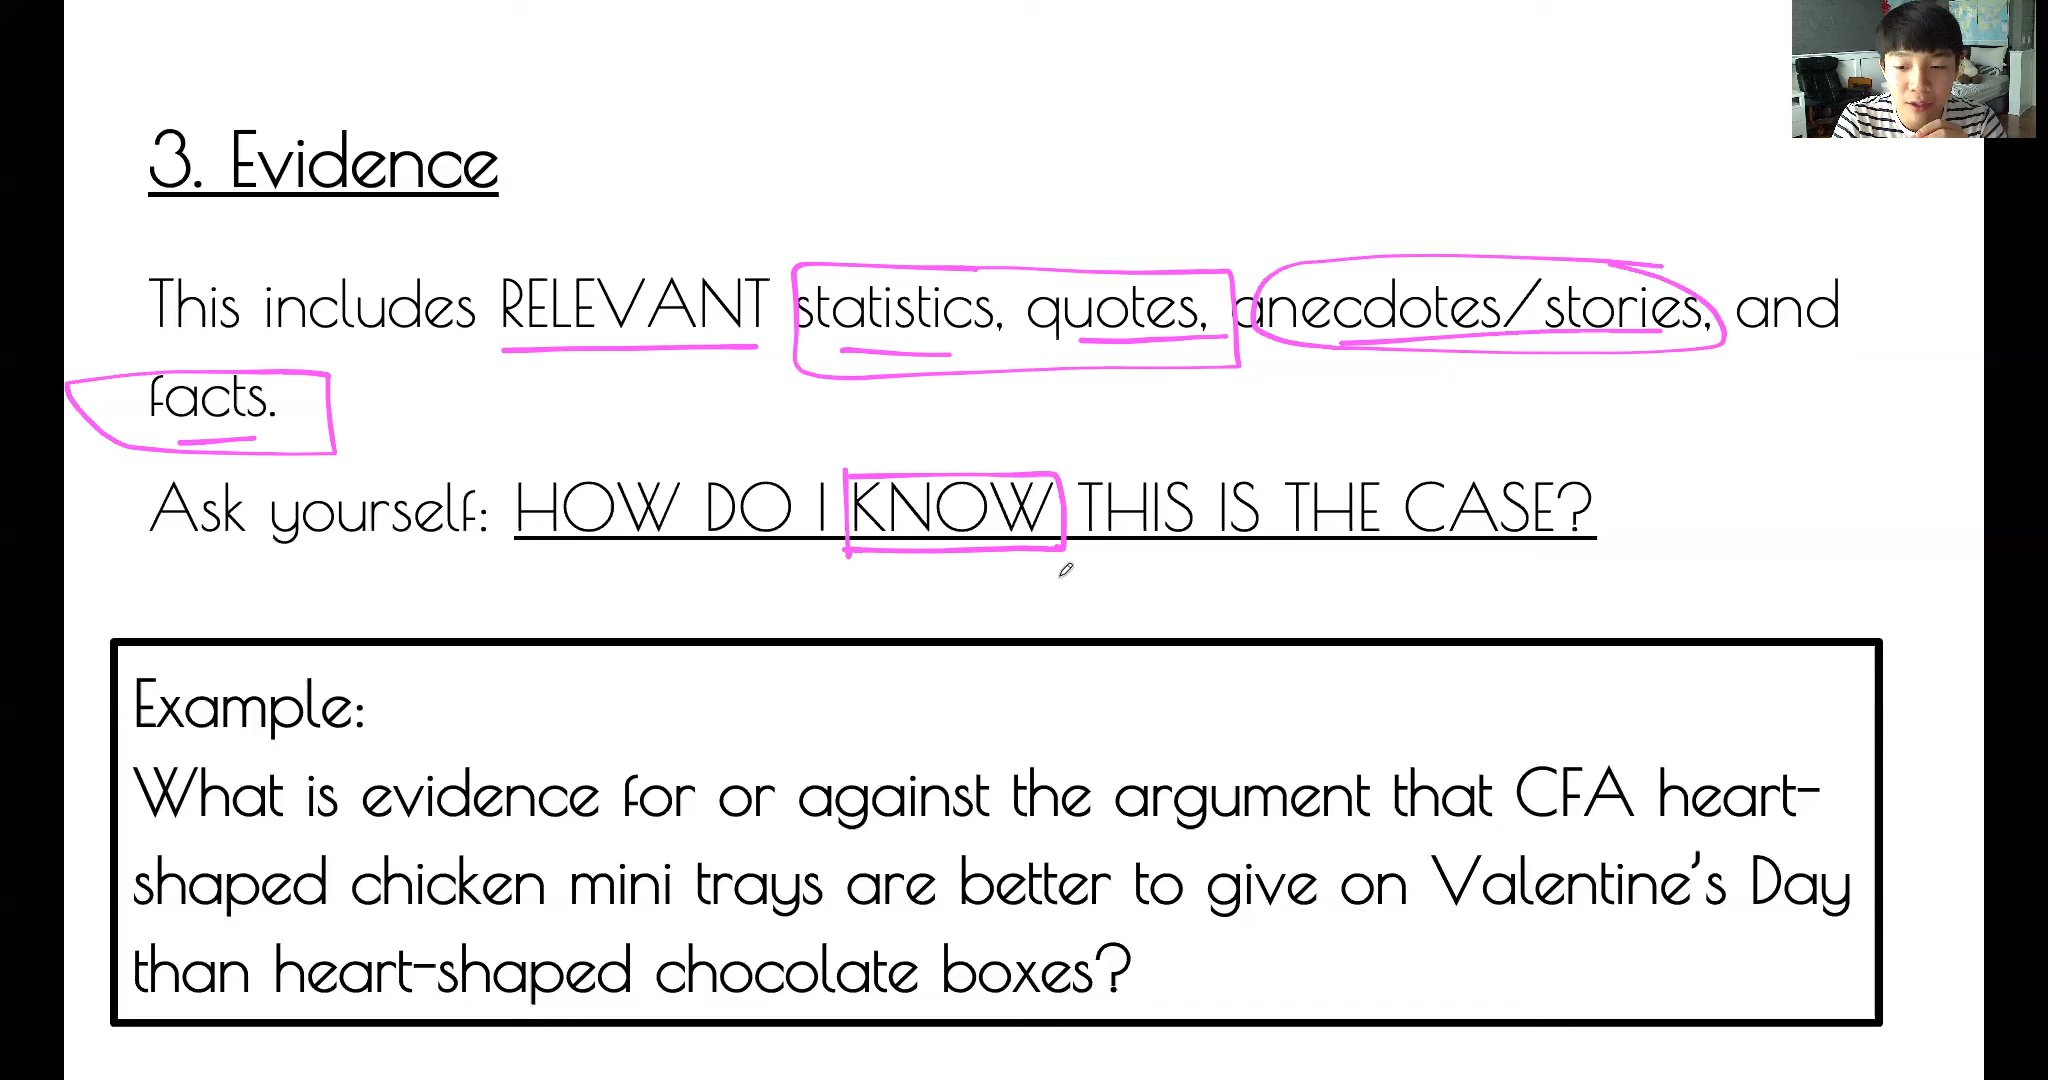 3. Evidence
This includes RELEVANT statistics, quotes, anecdotes/stories, and
facts.
Ask yourself: HOW DO I KNOW THIS IS THE CASE?
Example:
What is evidence for or against the argument that CFA heart-
shaped chicken mini trays are better to give on Valentine's Day
than heart-shaped chocolate boxes?